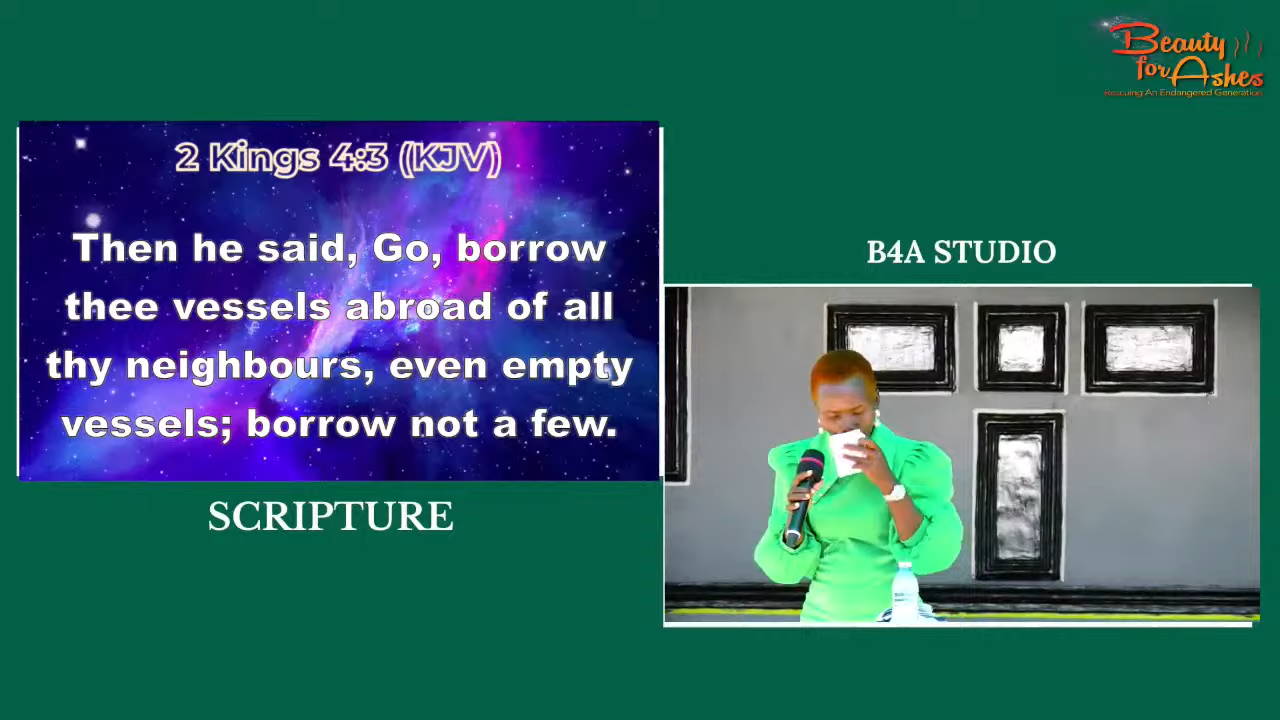 Beauty
for Ashes
Rescuing An Endangered Generation
2 Kings 4:3 (KJV)
Then he said, Go, borrow
thee vessels abroad of all
thy neighbours, even empty
vessels; borrow not a few.
SCRIPTURE
B4A STUDIO